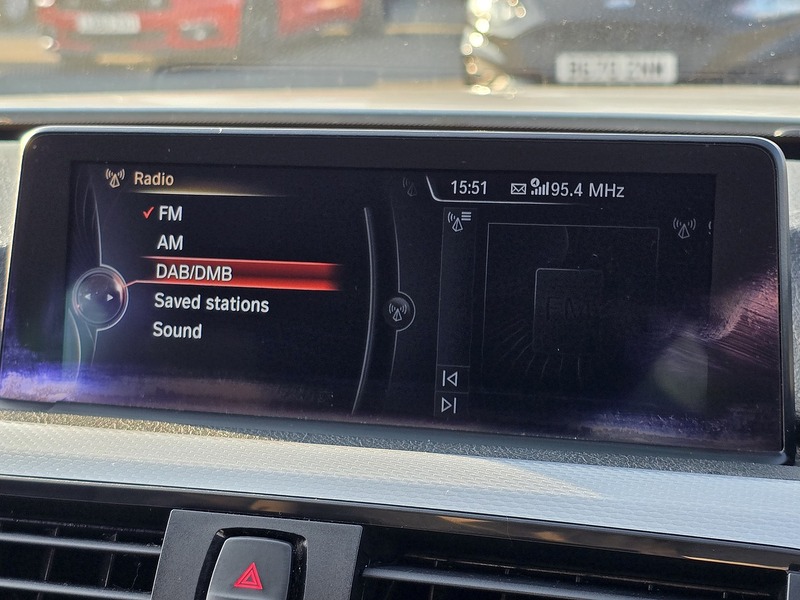 Radio
15:51 95.4 MHz
FM
AM
DAB/DMB
Saved stations
Sound